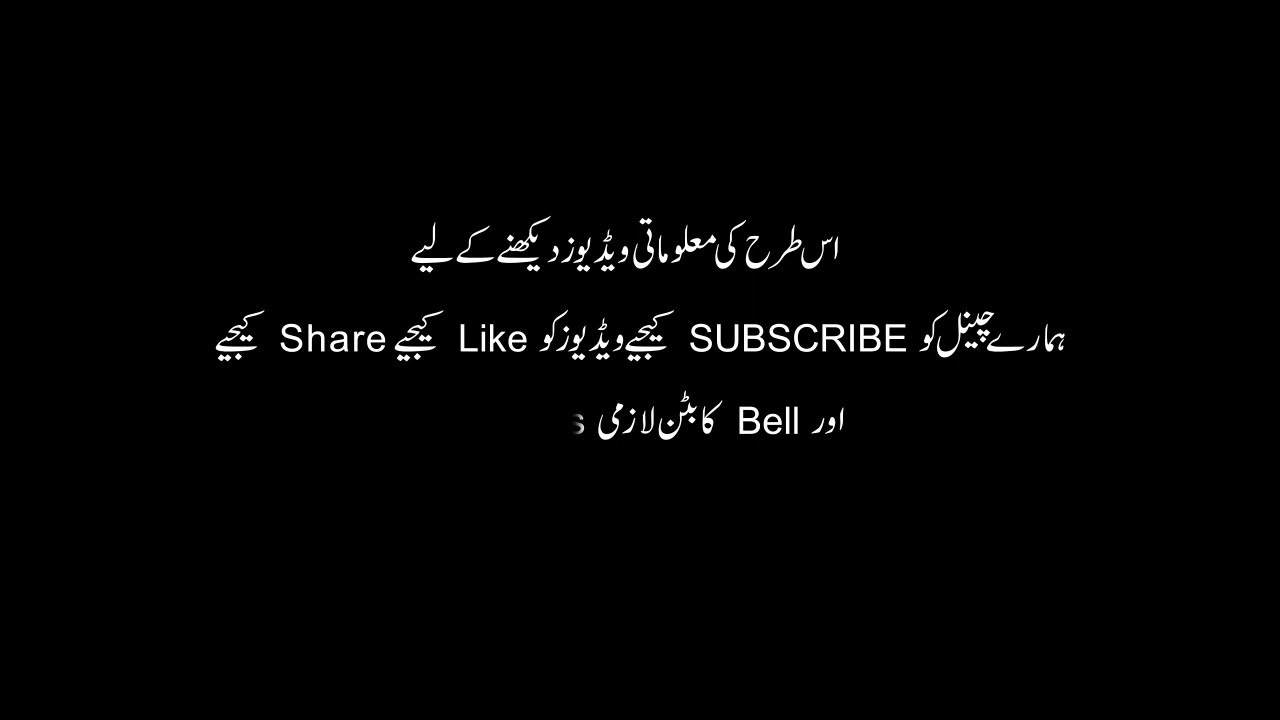 اس طرح کی معلوماتی ویڈیوز دیکھنے کے لیے
ہمارے چینل کو SUBSCRIBE کیجیے ویڈیوز کو Like کیجیے Share کیجیے
اور Bell کا بٹن لازمی